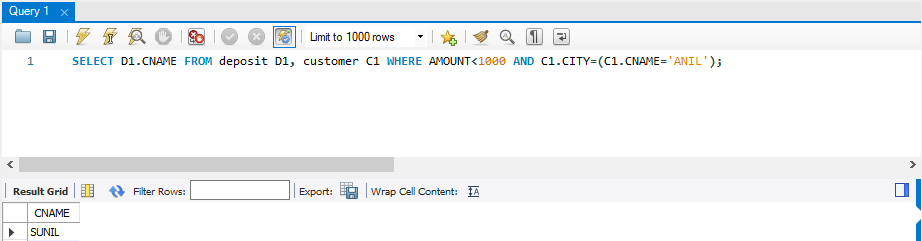 Query 1
Limit to 1000 rows
1 SELECT D1.CNAME FROM deposit D1, customer C1 WHERE AMOUNT<1000 AND C1.CITY=(C1.CNAME='ANIL');
Result Grid Filter Rows: Export: Wrap Cell Content:
CNAME
SUNIL